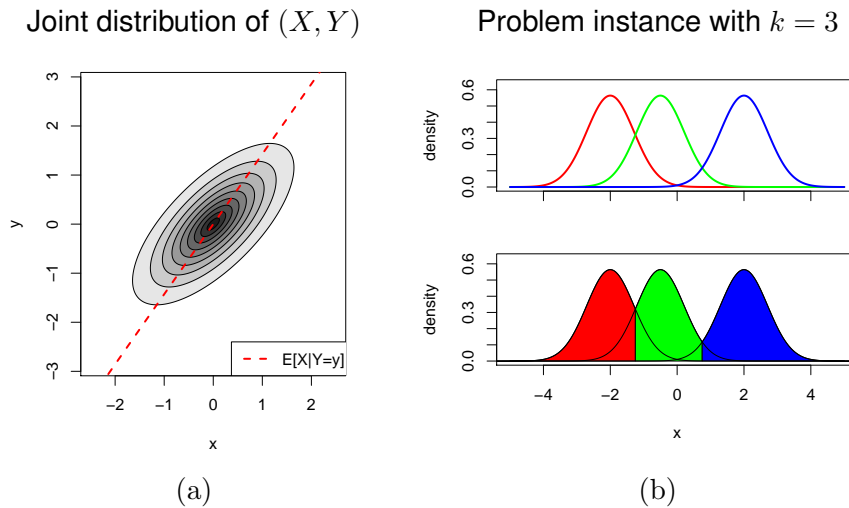 Joint distribution of (X, Y)
3
2
1
0
−1
−2
−3
y
E[X|Y=y]
−2 −1 0 1 2
x
(a)
Problem instance with k = 3
0.6
0.3
0.0
density
0.6
0.3
0.0
density
−4 −2 0 2 4
x
(b)